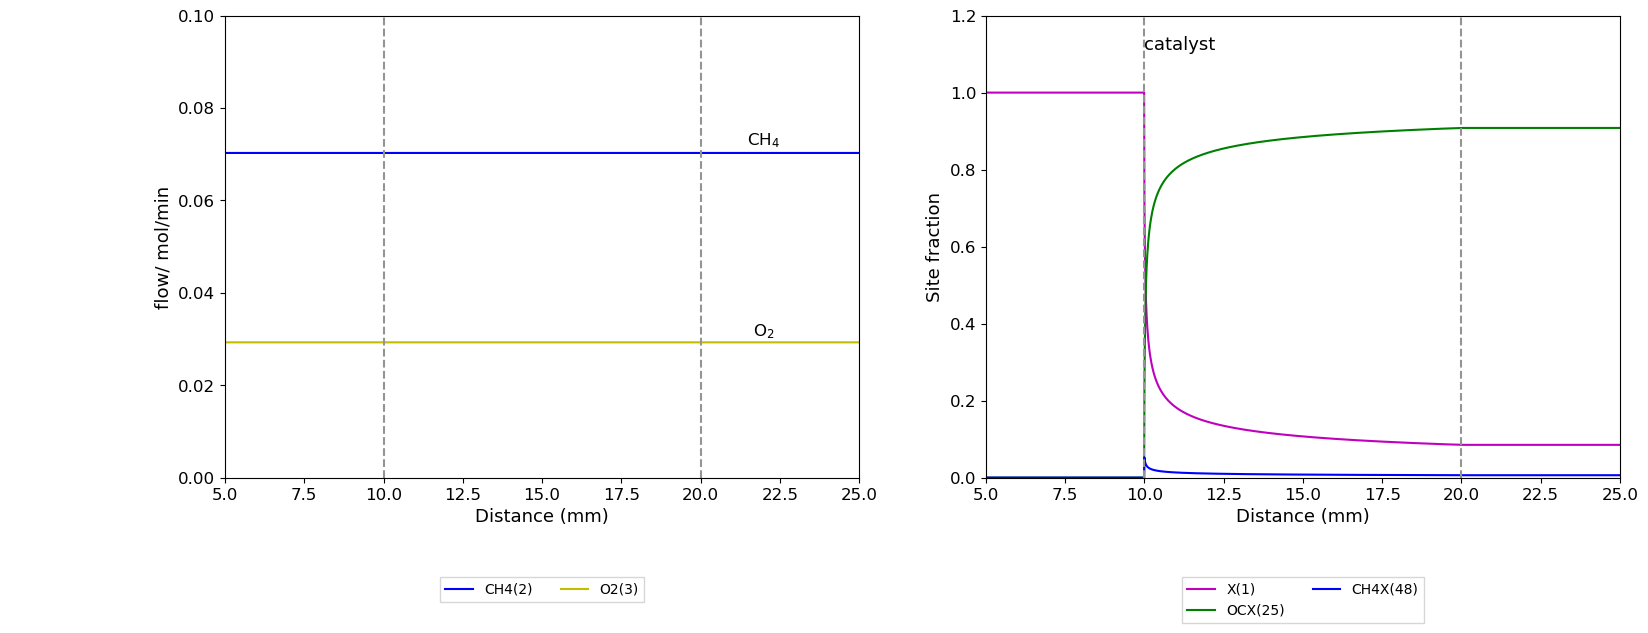 0.10
0.08
0.06
0.04
0.02
0.00
flow/ mol/min
CH₄
O₂
5.0 7.5 10.0 12.5 15.0 17.5 20.0 22.5 25.0
Distance (mm)
CH4(2) O2(3)
1.2
1.0
0.8
0.6
0.4
0.2
0.0
Site fraction
catalyst
5.0 7.5 10.0 12.5 15.0 17.5 20.0 22.5 25.0
Distance (mm)
X(1) CH4X(48)
OCX(25)